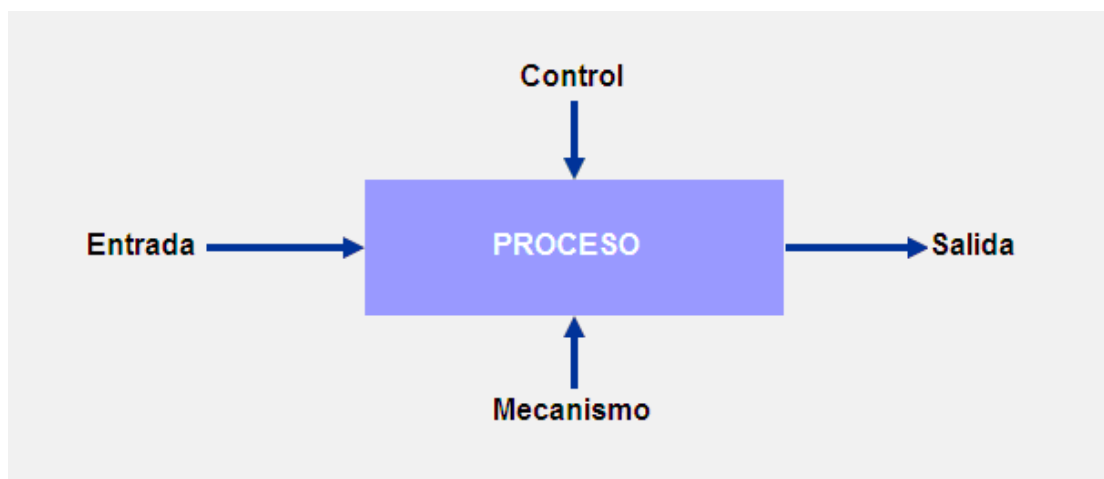 Control
Entrada
PROCESO
Salida
Mecanismo